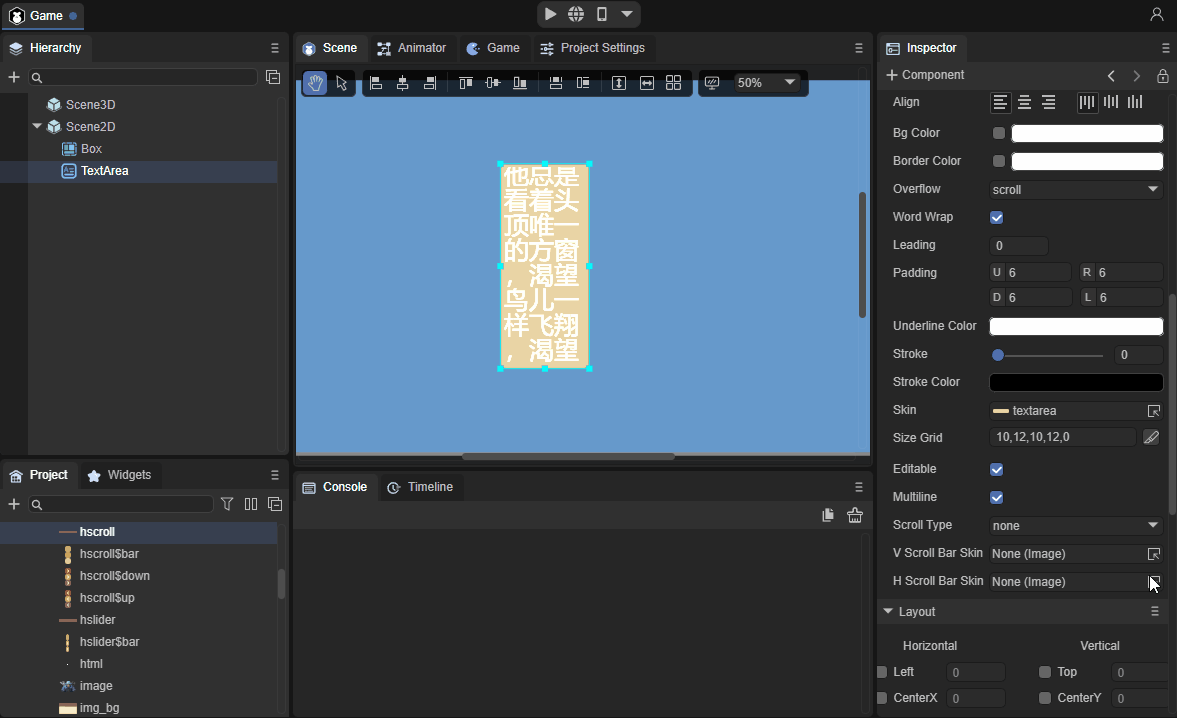 Game
Hierarchy
Scene3D
Scene2D
Box
TextArea
Project
Widgets
hscroll
hscroll$bar
hscroll$down
hscroll$up
hslider
hslider$bar
html
image
img_bg
Scene
Animator
Game
Project Settings
50%
他总是
看着头
顶唯一
的方窗
，渴望
鸟儿一
样飞翔
，渴望
Console
Timeline
Inspector
Component
Align
Bg Color
Border Color
Overflow scroll
Word Wrap
Leading 0
Padding U 6 R 6
D 6 L 6
Underline Color
Stroke 0
Stroke Color
Skin textarea
Size Grid 10,12,10,12,0
Editable
Multiline
Scroll Type none
V Scroll Bar Skin None (Image)
H Scroll Bar Skin None (Image)
Layout
Horizontal Vertical
Left 0 Top 0
CenterX 0 CenterY 0